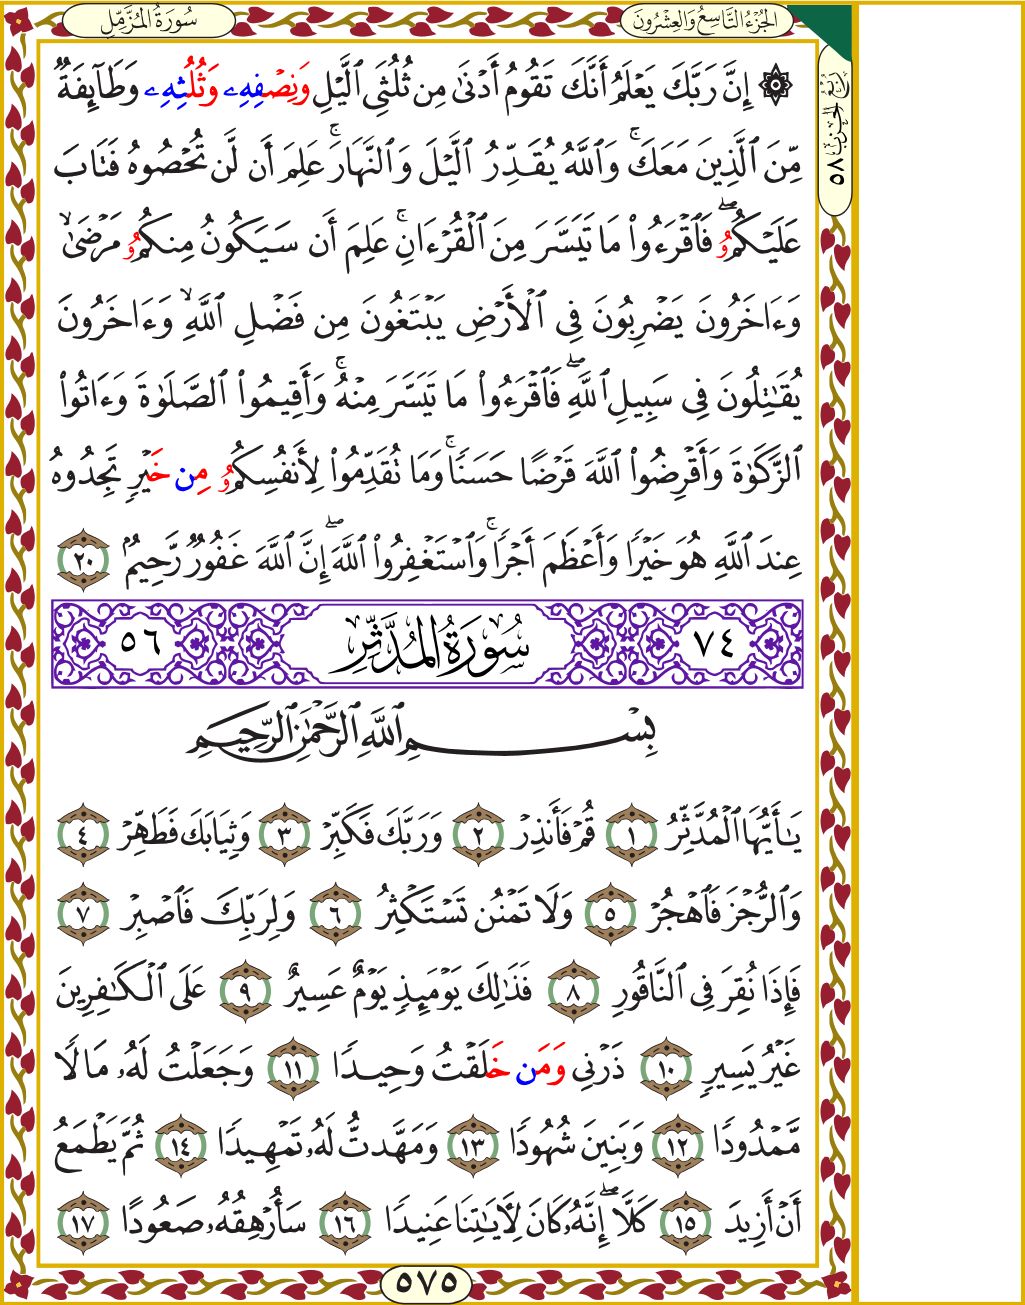 الجُزْءُ التَّاسِعُ وَالعِشْرُونَ
سُورَةُ المُزَّمِّل
۞ إِنَّ رَبَّكَ يَعْلَمُ أَنَّكَ تَقُومُ أَدْنَىٰ مِن ثُلُثَيِ ٱلَّيْلِ وَنِصْفِهِۦ وَثُلُثِهِۦ وَطَآئِفَةٌ
مِّنَ ٱلَّذِينَ مَعَكَۚ وَٱللَّهُ يُقَدِّرُ ٱلَّيْلَ وَٱلنَّهَارَۚ عَلِمَ أَن لَّن تُحْصُوهُ فَتَابَ
عَلَيْكُمُۥۖ فَٱقْرَءُوا۟ مَا تَيَسَّرَ مِنَ ٱلْقُرْءَانِۚ عَلِمَ أَن سَيَكُونُ مِنكُمُۥ مَرْضَىٰۙ
وَءَاخَرُونَ يَضْرِبُونَ فِى ٱلْأَرْضِ يَبْتَغُونَ مِن فَضْلِ ٱللَّهِۙ وَءَاخَرُونَ
يُقَـٰتِلُونَ فِى سَبِيلِ ٱللَّهِۖ فَٱقْرَءُوا۟ مَا تَيَسَّرَ مِنْهُۚ وَأَقِيمُوا۟ ٱلصَّلَوٰةَ وَءَاتُوا۟
ٱلزَّكَوٰةَ وَأَقْرِضُوا۟ ٱللَّهَ قَرْضًا حَسَنًاۚ وَمَا تُقَدِّمُوا۟ لِأَنفُسِكُمُۥ مِن خَيْرٍ تَجِدُوهُ
عِندَ ٱللَّهِ هُوَ خَيْرًا وَأَعْظَمَ أَجْرًاۚ وَٱسْتَغْفِرُوا۟ ٱللَّهَۖ إِنَّ ٱللَّهَ غَفُورٌ رَّحِيمٌۢ ٢٠
٧٤ سُورَةُ المُدَّثِّر ٥٦
بِسْمِ ٱللَّهِ ٱلرَّحْمَـٰنِ ٱلرَّحِيمِ
يَـٰٓأَيُّهَا ٱلْمُدَّثِّرُ ١ قُمْ فَأَنذِرْ ٢ وَرَبَّكَ فَكَبِّرْ ٣ وَثِيَابَكَ فَطَهِّرْ ٤
وَٱلرُّجْزَ فَٱهْجُرْ ٥ وَلَا تَمْنُن تَسْتَكْثِرُ ٦ وَلِرَبِّكَ فَٱصْبِرْ ٧
فَإِذَا نُقِرَ فِى ٱلنَّاقُورِ ٨ فَذَٰلِكَ يَوْمَئِذٍ يَوْمٌ عَسِيرٌ ٩ عَلَى ٱلْكَـٰفِرِينَ
غَيْرُ يَسِيرٍ ١٠ ذَرْنِى وَمَن خَلَقْتُ وَحِيدًا ١١ وَجَعَلْتُ لَهُۥ مَالًا
مَّمْدُودًا ١٢ وَبَنِينَ شُهُودًا ١٣ وَمَهَّدتُّ لَهُۥ تَمْهِيدًا ١٤ ثُمَّ يَطْمَعُ
أَنْ أَزِيدَ ١٥ كَلَّآۖ إِنَّهُۥ كَانَ لِـَٔايَـٰتِنَا عَنِيدًا ١٦ سَأُرْهِقُهُۥ صَعُودًا ١٧
رُبْعُ الحِزْب ٥٨
٥٧٥